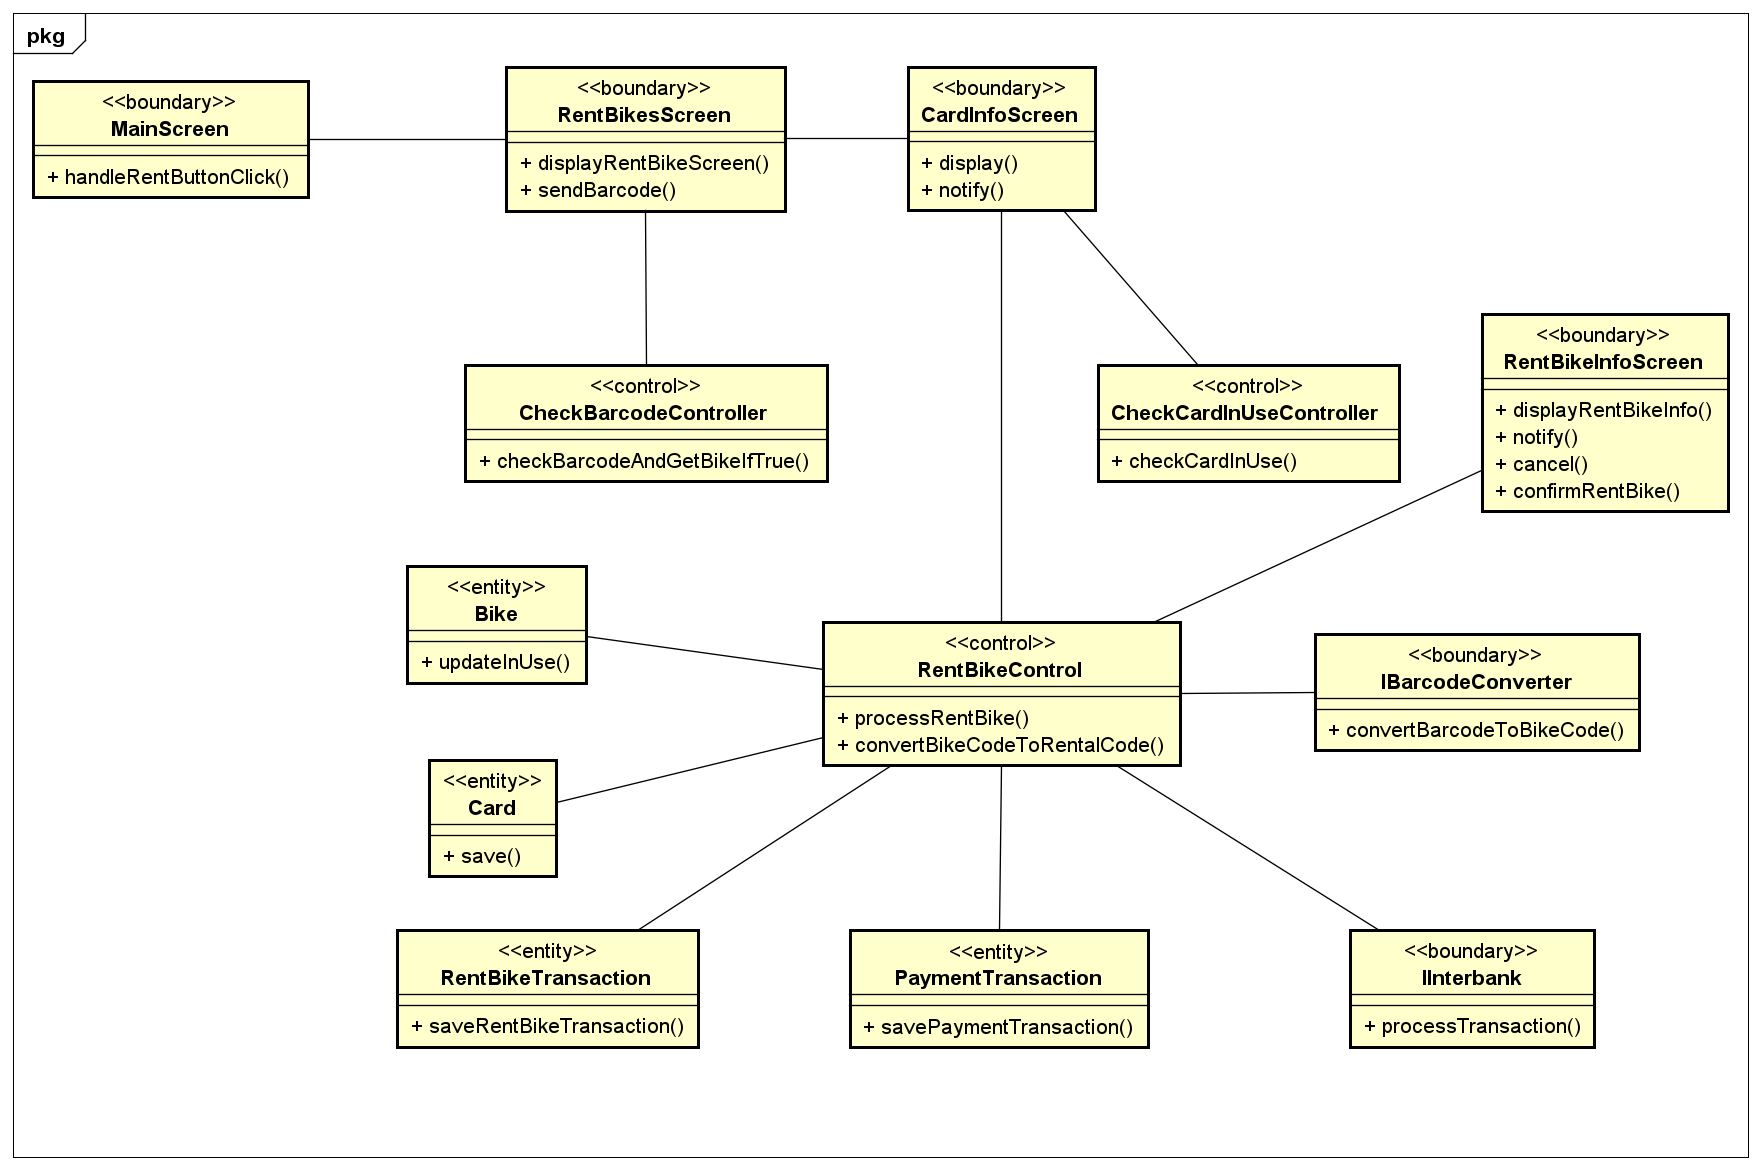 pkg
<<boundary>>
MainScreen
+ handleRentButtonClick()
<<boundary>>
RentBikesScreen
+ displayRentBikeScreen()
+ sendBarcode()
<<boundary>>
CardInfoScreen
+ display()
+ notify()
<<control>>
CheckBarcodeController
+ checkBarcodeAndGetBikeIfTrue()
<<control>>
CheckCardInUseController
+ checkCardInUse()
<<boundary>>
RentBikeInfoScreen
+ displayRentBikeInfo()
+ notify()
+ cancel()
+ confirmRentBike()
<<entity>>
Bike
+ updateInUse()
<<control>>
RentBikeControl
+ processRentBike()
+ convertBikeCodeToRentalCode()
<<boundary>>
IBarcodeConverter
+ convertBarcodeToBikeCode()
<<entity>>
Card
+ save()
<<entity>>
RentBikeTransaction
+ saveRentBikeTransaction()
<<entity>>
PaymentTransaction
+ savePaymentTransaction()
<<boundary>>
IInterbank
+ processTransaction()